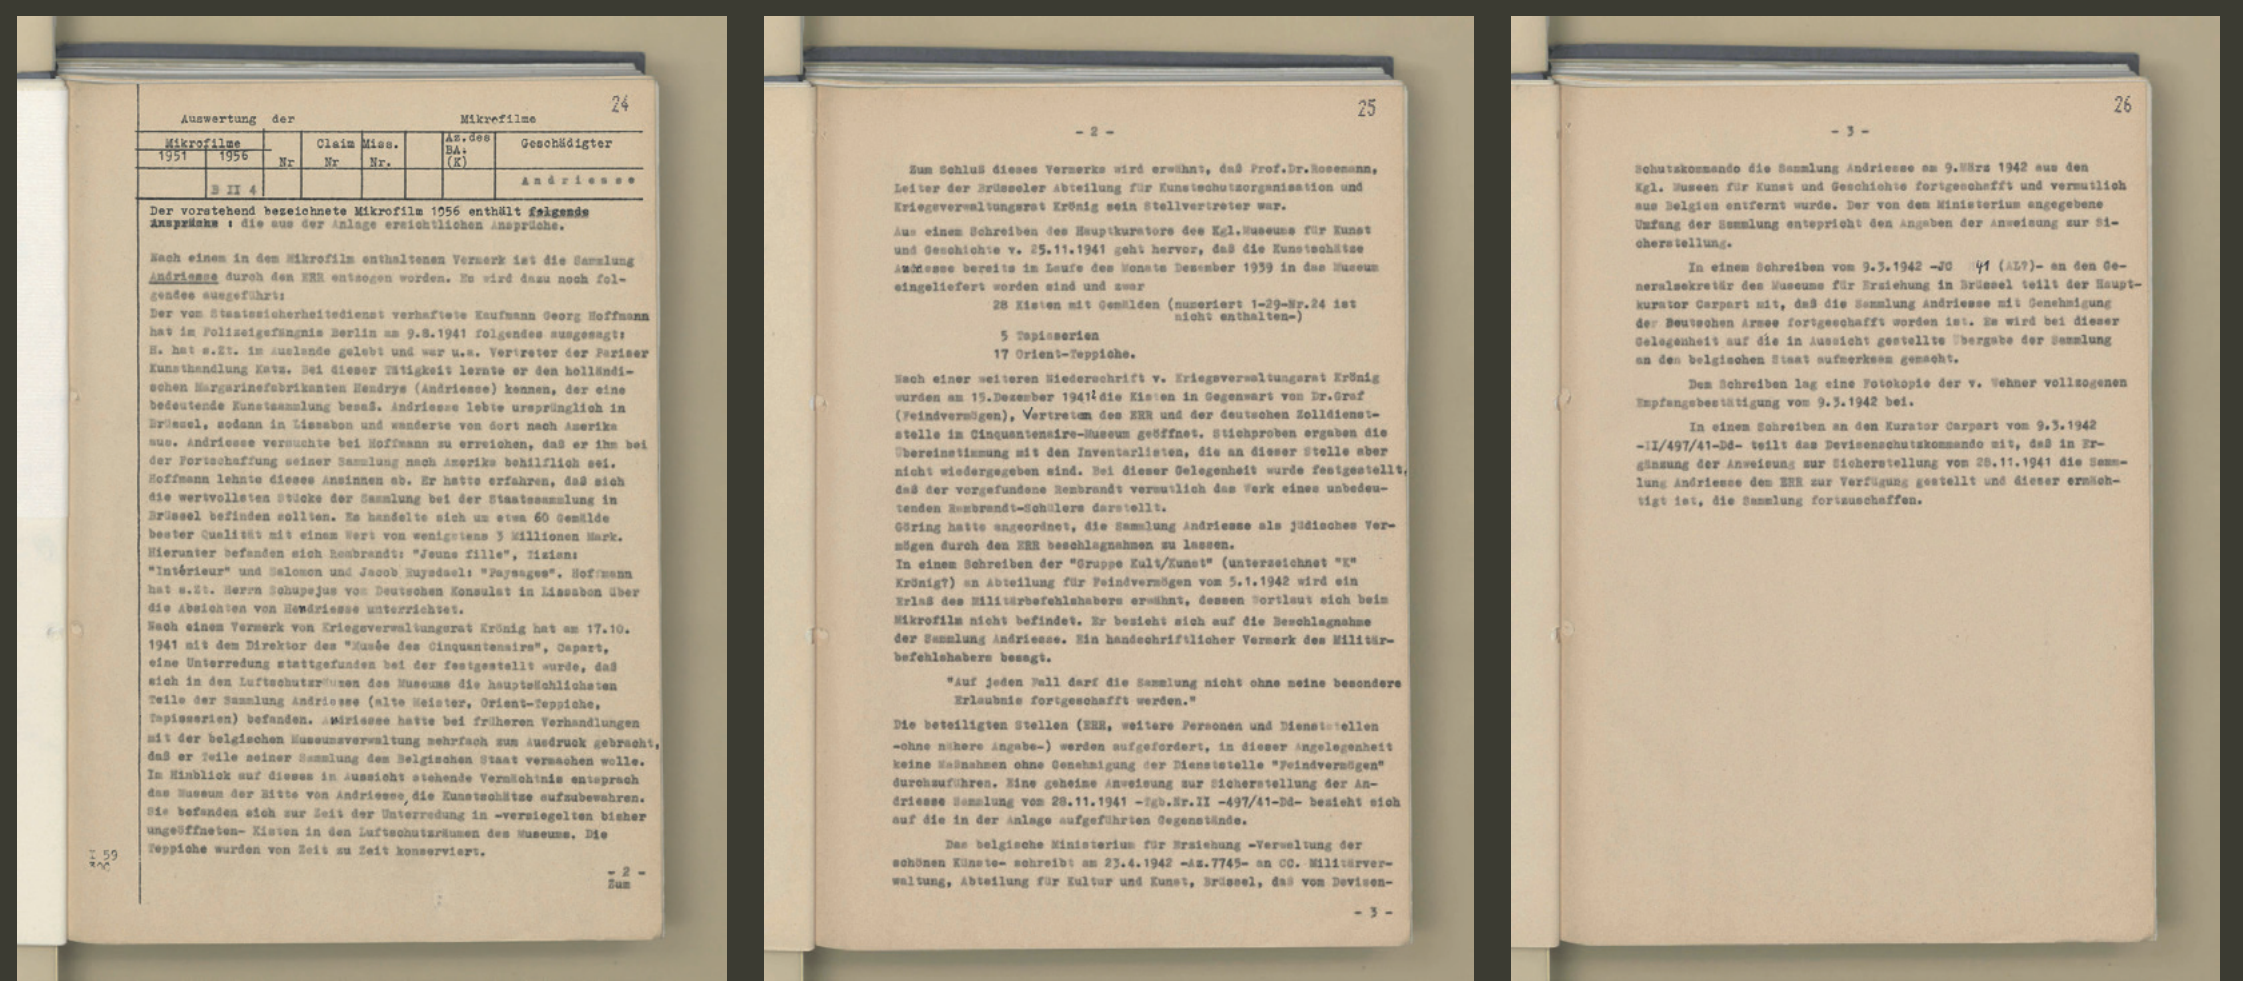 24
Auswertung der Mikrofilme
Mikrofilme Claim Miss. Az.des Geschädigter
1951 1956 Nr Nr Nr. BA. (K)
B II 4 Andriesse
Der vorstehend bezeichnete Mikrofilm 1956 enthält folgende
Ansprüche : die aus der Anlage ersichtlichen Ansprüche.
Nach einem in dem Mikrofilm enthaltenen Vermerk ist die Sammlung
Andriesse durch den ERR entzogen worden. Es wird dazu noch fol-
gendes ausgeführt:
Der vom Staatssicherheitsdienst verhaftete Kaufmann Georg Hoffmann
hat im Polizeigefängnis Berlin am 9.8.1941 folgendes ausgesagt:
H. hat s.Zt. im Auslande gelebt und war u.a. Vertreter der Pariser
Kunsthandlung Katz. Bei dieser Tätigkeit lernte er den holländi-
schen Margarinefabrikanten Hendrys (Andriesse) kennen, der eine
bedeutende Kunstsammlung besaß. Andriesse lebte ursprünglich in
Brüssel, sodann in Lissabon und wanderte von dort nach Amerika
aus. Andriesse versuchte bei Hoffmann zu erreichen, daß er ihm bei
der Fortschaffung seiner Sammlung nach Amerika behilflich sei.
Hoffmann lehnte dieses Ansinnen ab. Er hatte erfahren, daß sich
die wertvollsten Stücke der Sammlung bei der Staatssammlung in
Brüssel befinden sollten. Es handelte sich um etwa 60 Gemälde
bester Qualität mit einem Wert von wenigstens 3 Millionen Mark.
Hierunter befanden sich Rembrandt: "Jeune fille", Tizian:
"Intérieur" und Salomon und Jacob Ruysdael: "Paysages". Hoffmann
hat s.Zt. Herrn Schupejus vom Deutschen Konsulat in Lissabon über
die Absichten von Hendriesse unterrichtet.
Nach einem Vermerk von Kriegsverwaltungsrat Krönig hat am 17.10.
1941 mit dem Direktor des "Musée des Cinquantenaire", Capart,
eine Unterredung stattgefunden bei der festgestellt wurde, daß
sich in den Luftschutzräumen des Museums die hauptsächlichsten
Teile der Sammlung Andriesse (alte Meister, Orient-Teppiche,
Tapisserien) befanden. Andriesse hatte bei früheren Verhandlungen
mit der belgischen Museumsverwaltung mehrfach zum Ausdruck gebracht,
daß er Teile seiner Sammlung dem Belgischen Staat vermachen wolle.
Im Hinblick auf dieses in Aussicht stehende Vermächtnis entsprach
das Museum der Bitte von Andriesse, die Kunstschätze aufzubewahren.
Sie befanden sich zur Zeit der Unterredung in -versiegelten bisher
ungeöffneten- Kisten in den Luftschutzräumen des Museums. Die
Teppiche wurden von Zeit zu Zeit konserviert.
I 59
- 2 -
Zum
25
- 2 -
Zum Schluß dieses Vermerks wird erwähnt, daß Prof.Dr.Rosemann,
Leiter der Brüsseler Abteilung für Kunstschutzorganisation und
Kriegsverwaltungsrat Krönig sein Stellvertreter war.
Aus einem Schreiben des Hauptkurators des Kgl.Museums für Kunst
und Geschichte v. 25.11.1941 geht hervor, daß die Kunstschätze
Andriesse bereits im Laufe des Monats Dezember 1939 in das Museum
eingeliefert worden sind und zwar
28 Kisten mit Gemälden (numeriert 1-29-Nr.24 ist
nicht enthalten-)
5 Tapisserien
17 Orient-Teppiche.
Nach einer weiteren Niederschrift v. Kriegsverwaltungsrat Krönig
wurden am 15.Dezember 1941 die Kisten in Gegenwart von Dr.Graf
(Feindvermögen), Vertretem des ERR und der deutschen Zolldienst-
stelle im Cinquantenaire-Museum geöffnet. Stichproben ergaben die
Übereinstimmung mit den Inventarlisten, die an dieser Stelle aber
nicht wiedergegeben sind. Bei dieser Gelegenheit wurde festgestellt,
daß der vorgefundene Rembrandt vermutlich das Werk eines unbedeu-
tenden Rembrandt-Schülers darstellt.
Göring hatte angeordnet, die Sammlung Andriesse als jüdisches Ver-
mögen durch den ERR beschlagnahmen zu lassen.
In einem Schreiben der "Gruppe Kult/Kunst" (unterzeichnet "K"
Krönig?) an Abteilung für Feindvermögen vom 5.1.1942 wird ein
Erlaß des Militärbefehlshabers erwähnt, dessen Wortlaut sich beim
Mikrofilm nicht befindet. Er bezieht sich auf die Beschlagnahme
der Sammlung Andriesse. Ein handschriftlicher Vermerk des Militär-
befehlshabers besagt.
"Auf jeden Fall darf die Sammlung nicht ohne meine besondere
Erlaubnis fortgeschafft werden."
Die beteiligten Stellen (ERR, weitere Personen und Dienststellen
-ohne nähere Angabe-) werden aufgefordert, in dieser Angelegenheit
keine Maßnahmen ohne Genehmigung der Dienststelle "Feindvermögen"
durchzuführen. Eine geheime Anweisung zur Sicherstellung der An-
driesse Sammlung vom 28.11.1941 -Tgb.Nr.II -497/41-Dd- bezieht sich
auf die in der Anlage aufgeführten Gegenstände.
Das belgische Ministerium für Erziehung -Verwaltung der
schönen Künste- schreibt am 23.4.1942 -Az.7745- an CC. Militärver-
waltung, Abteilung für Kultur und Kunst, Brüssel, daß vom Devisen-
- 3 -
26
- 3 -
Schutzkommando die Sammlung Andriesse am 9.März 1942 aus den
Kgl. Museen für Kunst und Geschichte fortgeschafft und vermutlich
aus Belgien entfernt wurde. Der von dem Ministerium angegebene
Umfang der Sammlung entspricht den Angaben der Anweisung zur Si-
cherstellung.
In einem Schreiben vom 9.3.1942 -JC 41 (AL?)- an den Ge-
neralsekretär des Museums für Erziehung in Brüssel teilt der Haupt-
kurator Carpart mit, daß die Sammlung Andriesse mit Genehmigung
der Deutschen Armee fortgeschafft worden ist. Es wird bei dieser
Gelegenheit auf die in Aussicht gestellte Übergabe der Sammlung
an den belgischen Staat aufmerksam gemacht.
Dem Schreiben lag eine Fotokopie der v. Wehner vollzogenen
Empfangsbestätigung vom 9.3.1942 bei.
In einem Schreiben an den Kurator Carpart vom 9.3.1942
-II/497/41-Dd- teilt das Devisenschutzkommando mit, daß in Er-
gänzung der Anweisung zur Sicherstellung vom 28.11.1941 die Samm-
lung Andriesse dem ERR zur Verfügung gestellt und dieser ermäch-
tigt ist, die Sammlung fortzuschaffen.